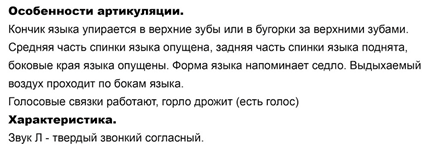 Особенности артикуляции.
Кончик языка упирается в верхние зубы или в бугорки за верхними зубами.
Средняя часть спинки языка опущена, задняя часть спинки языка поднята,
боковые края языка опущены. Форма языка напоминает седло. Выдыхаемый
воздух проходит по бокам языка.
Голосовые связки работают, горло дрожит (есть голос)
Характеристика.
Звук Л - твердый звонкий согласный.